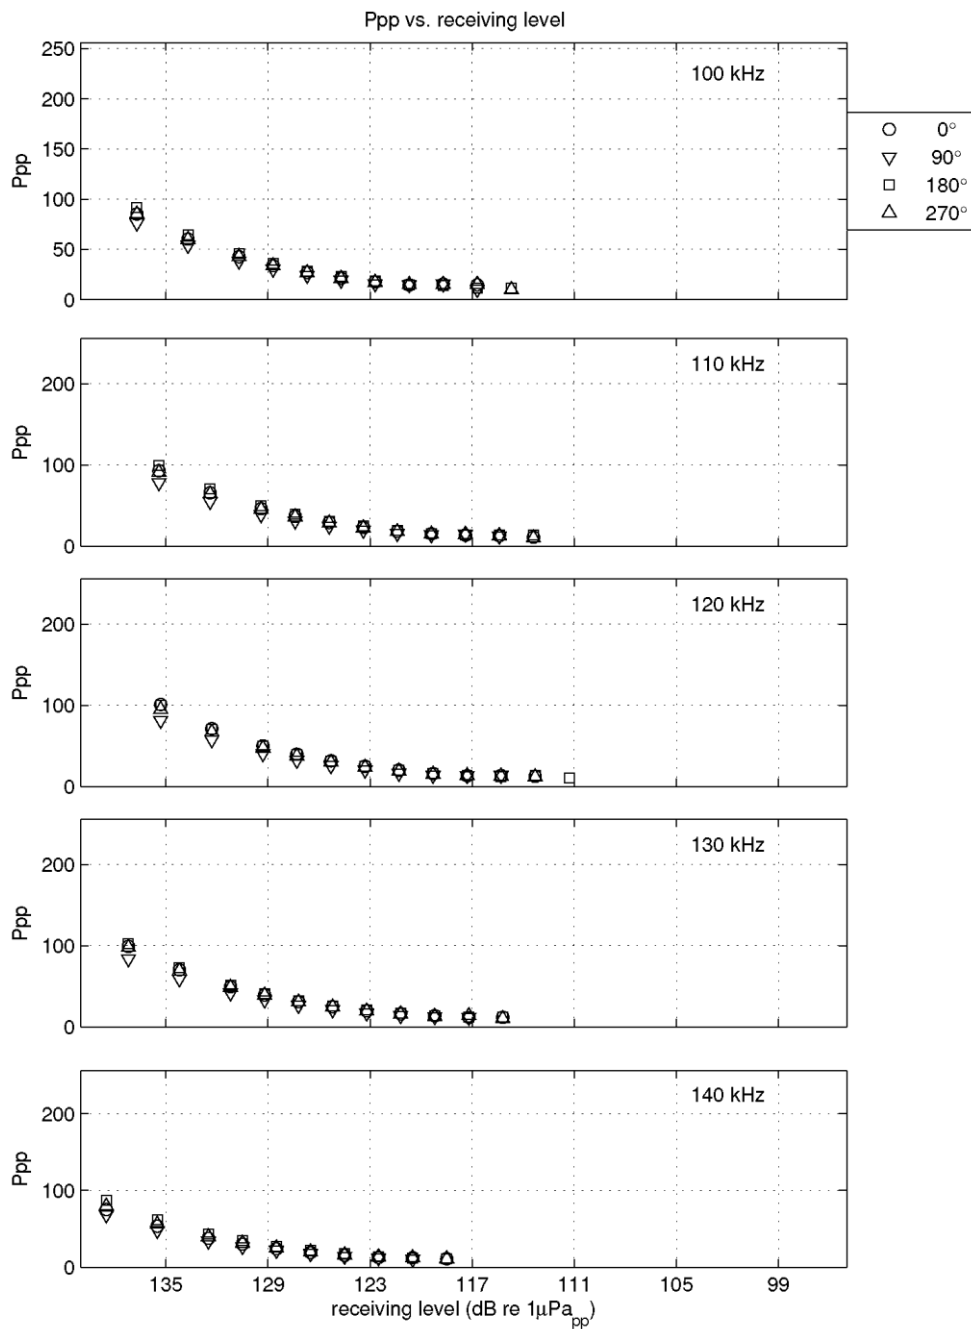 Ppp vs. receiving level
250
200
150
100
50
0
Ppp
100 kHz
0°
90°
180°
270°
200
100
0
Ppp
110 kHz
200
100
0
Ppp
120 kHz
200
100
0
Ppp
130 kHz
200
100
0
Ppp
140 kHz
135 129 123 117 111 105 99
receiving level (dB re 1μPapp)